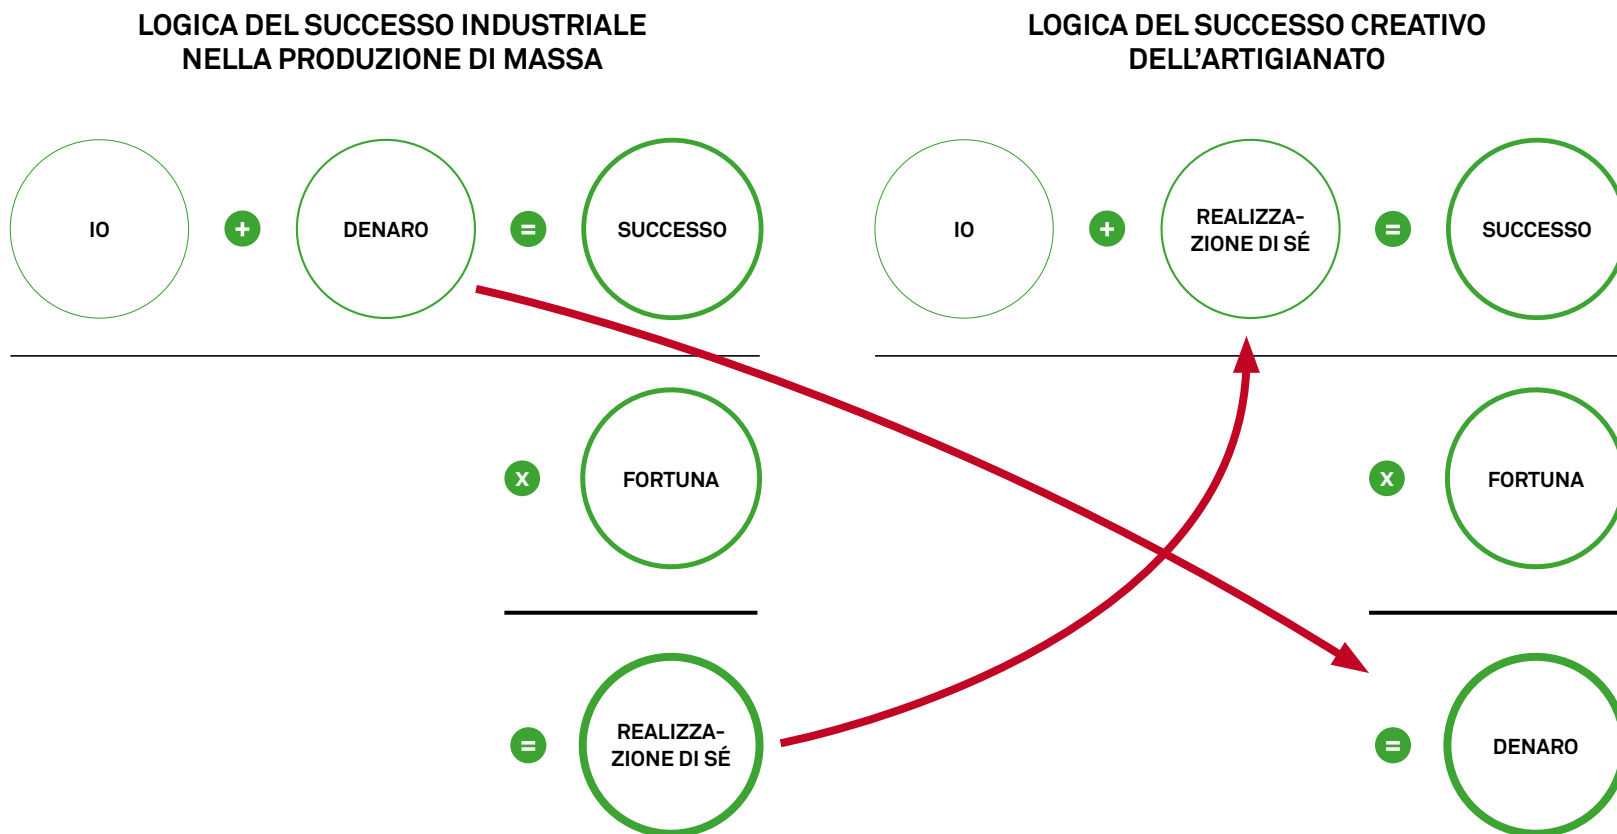 LOGICA DEL SUCCESSO INDUSTRIALE
NELLA PRODUZIONE DI MASSA
IO
+
DENARO
=
SUCCESSO
x
FORTUNA
=
REALIZZA-
ZIONE DI SÉ
LOGICA DEL SUCCESSO CREATIVO
DELL'ARTIGIANATO
IO
+
REALIZZA-
ZIONE DI SÉ
=
SUCCESSO
x
FORTUNA
=
DENARO